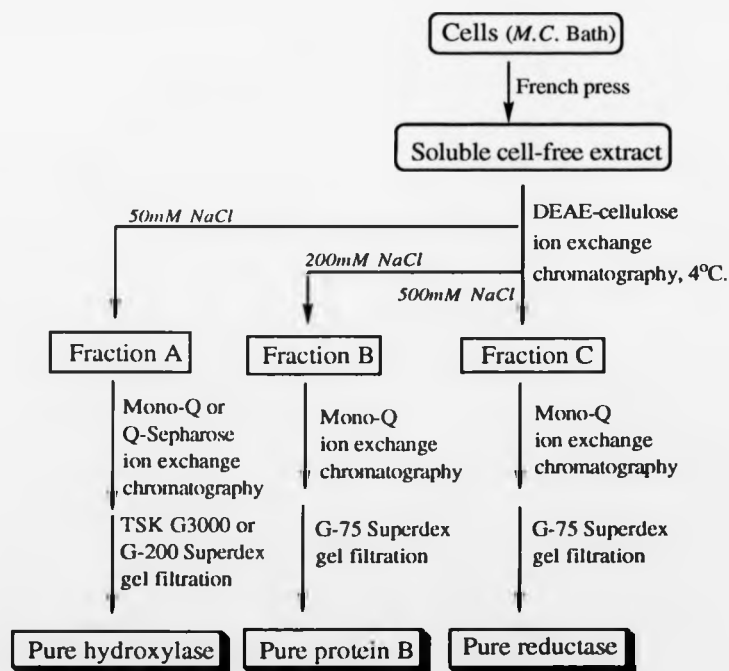 Cells (M.C. Bath)
French press
Soluble cell-free extract
50mM NaCl
DEAE-cellulose
ion exchange
chromatography, 4°C.
200mM NaCl
500mM NaCl
Fraction A
Fraction B
Fraction C
Mono-Q or
Q-Sepharose
ion exchange
chromatography
Mono-Q
ion exchange
chromatography
Mono-Q
ion exchange
chromatography
TSK G3000 or
G-200 Superdex
gel filtration
G-75 Superdex
gel filtration
G-75 Superdex
gel filtration
Pure hydroxylase
Pure protein B
Pure reductase